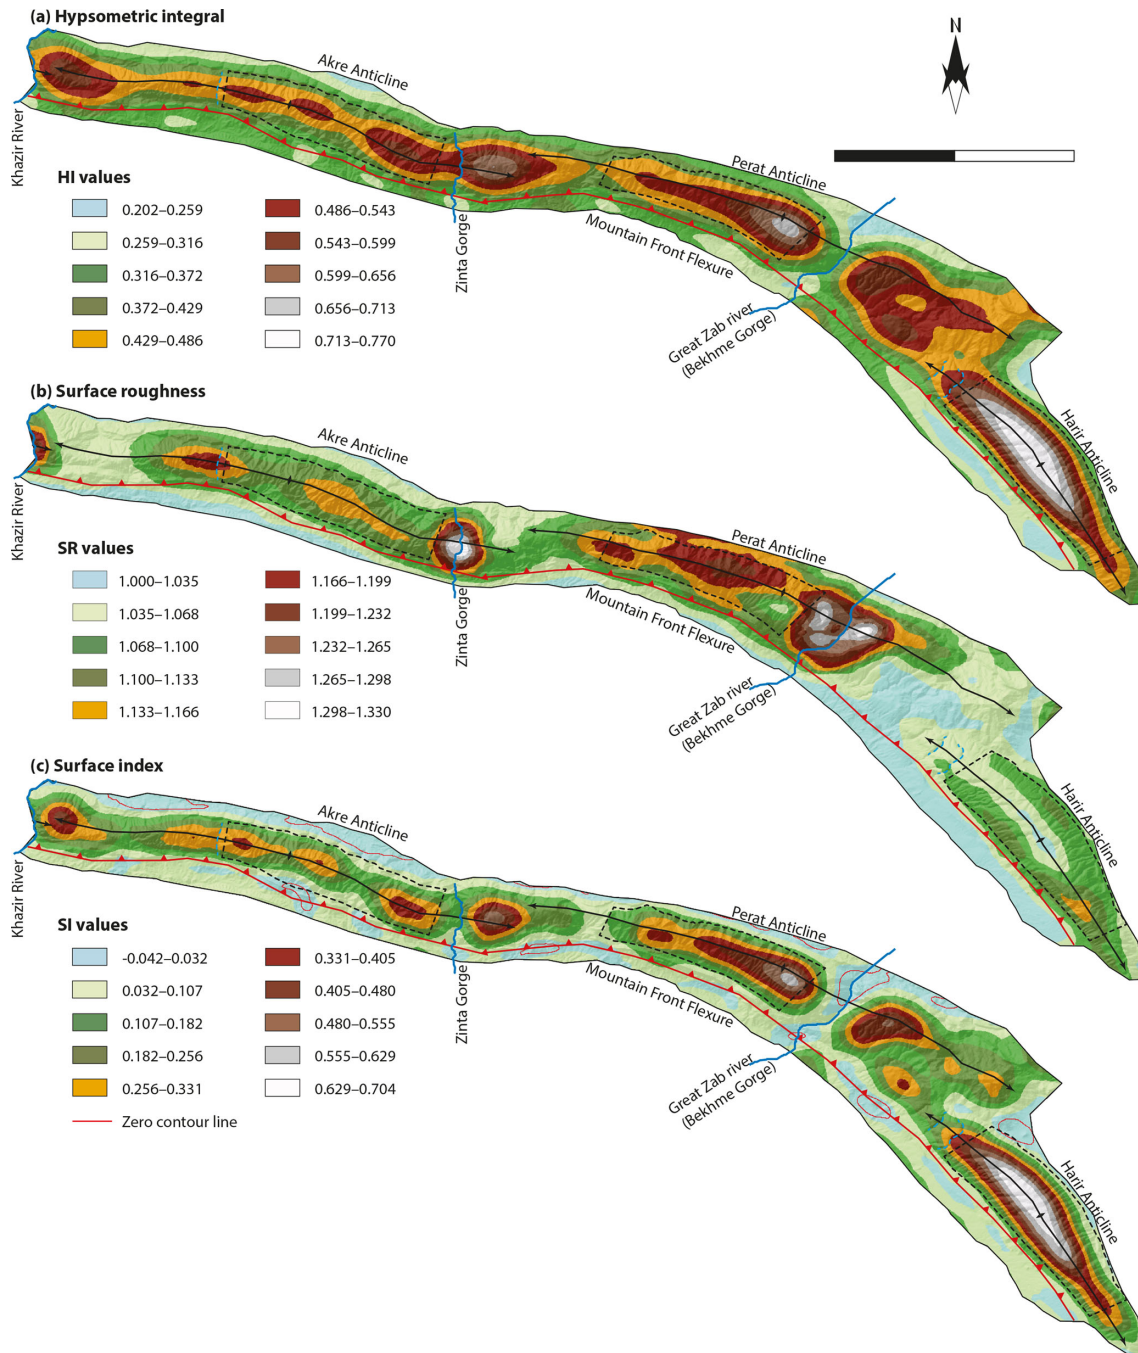 (a) Hypsometric integral
N
Akre Anticline
Khazir River
Perat Anticline
HI values
0.202–0.259
0.259–0.316
0.316–0.372
0.372–0.429
0.429–0.486
0.486–0.543
0.543–0.599
0.599–0.656
0.656–0.713
0.713–0.770
Zinta Gorge
Mountain Front Flexure
Great Zab river
(Bekhme Gorge)
Harir Anticline
(b) Surface roughness
Akre Anticline
Khazir River
Perat Anticline
SR values
1.000–1.035
1.035–1.068
1.068–1.100
1.100–1.133
1.133–1.166
1.166–1.199
1.199–1.232
1.232–1.265
1.265–1.298
1.298–1.330
Zinta Gorge
Mountain Front Flexure
Great Zab river
(Bekhme Gorge)
Harir Anticline
(c) Surface index
Akre Anticline
Khazir River
Perat Anticline
SI values
-0.042–0.032
0.032–0.107
0.107–0.182
0.182–0.256
0.256–0.331
0.331–0.405
0.405–0.480
0.480–0.555
0.555–0.629
0.629–0.704
Zero contour line
Zinta Gorge
Mountain Front Flexure
Great Zab river
(Bekhme Gorge)
Harir Anticline